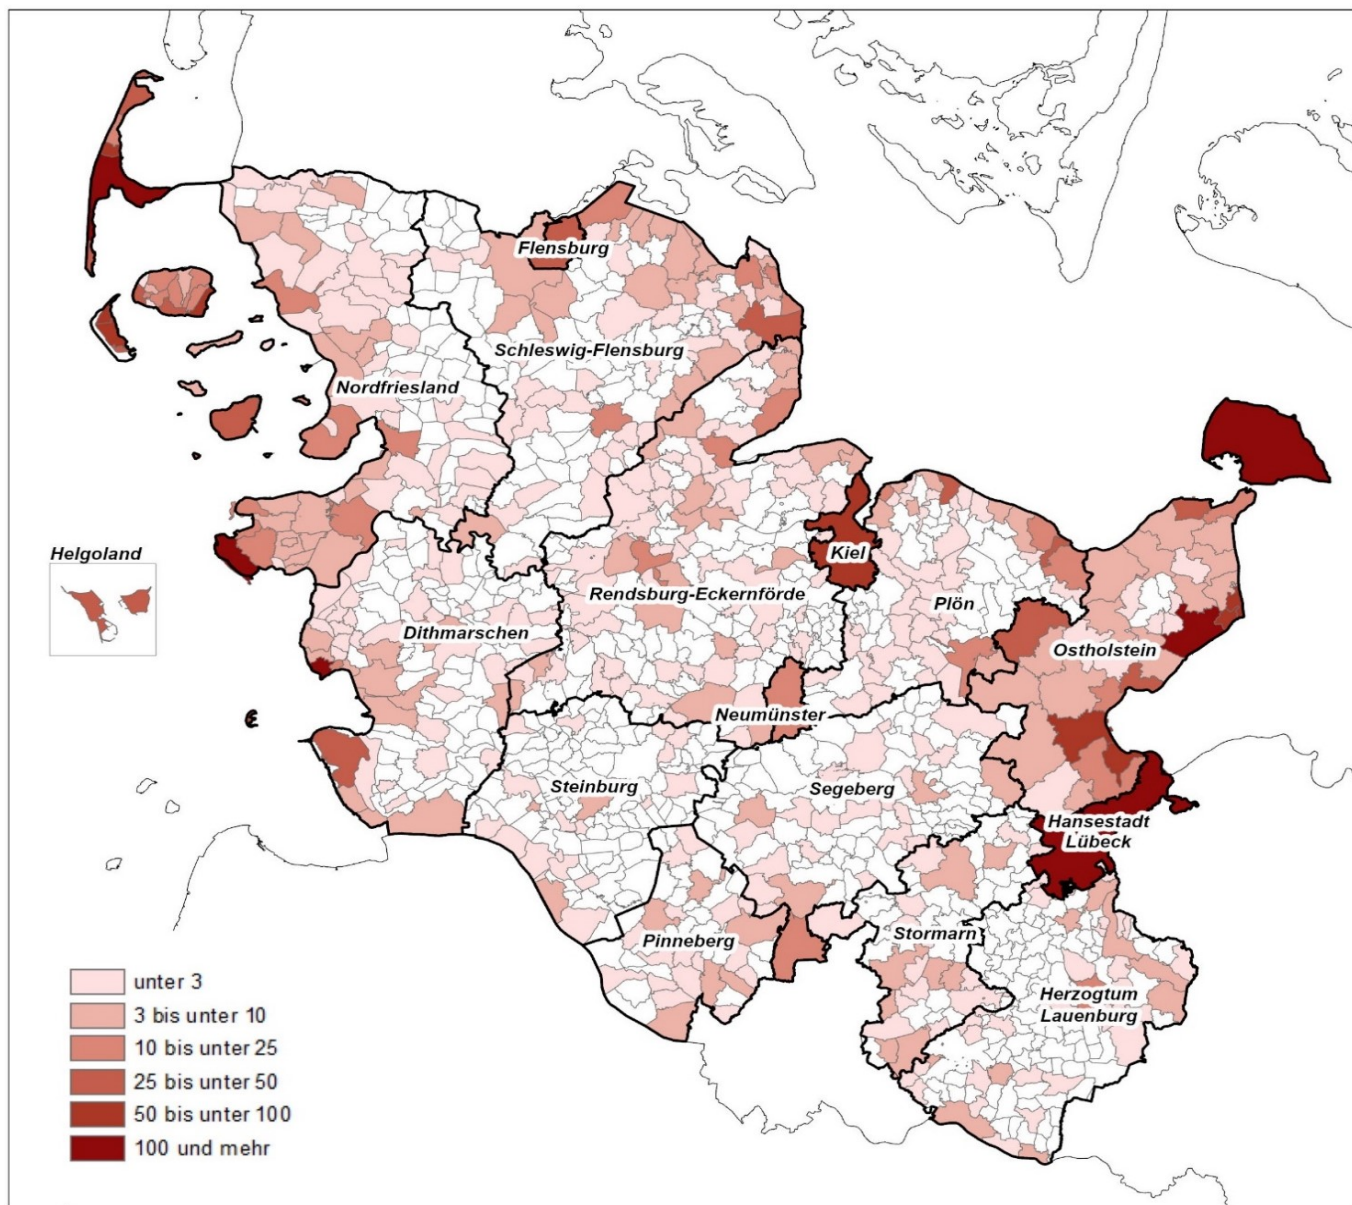 Flensburg
Schleswig-Flensburg
Nordfriesland
Helgoland
Kiel
Rendsburg-Eckernförde
Plön
Dithmarschen
Ostholstein
Neumünster
Steinburg
Segeberg
Hansestadt
Lübeck
Stormarn
Pinneberg
Herzogtum
Lauenburg
unter 3
3 bis unter 10
10 bis unter 25
25 bis unter 50
50 bis unter 100
100 und mehr